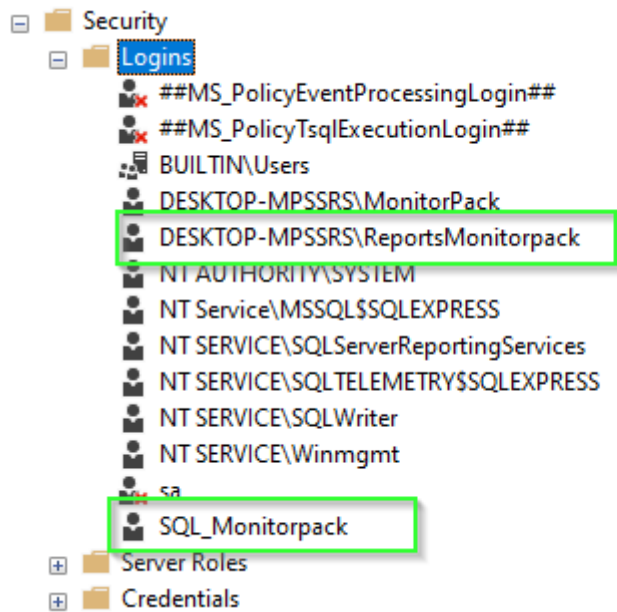 Security
Logins
##MS_PolicyEventProcessingLogin##
##MS_PolicyTsqlExecutionLogin##
BUILTIN\Users
DESKTOP-MPSSRS\MonitorPack
DESKTOP-MPSSRS\ReportsMonitorpack
NT AUTHORITY\SYSTEM
NT Service\MSSQL$SQLEXPRESS
NT SERVICE\SQLServerReportingServices
NT SERVICE\SQLTELEMETRY$SQLEXPRESS
NT SERVICE\SQLWriter
NT SERVICE\Winmgmt
sa
SQL_Monitorpack
Server Roles
Credentials